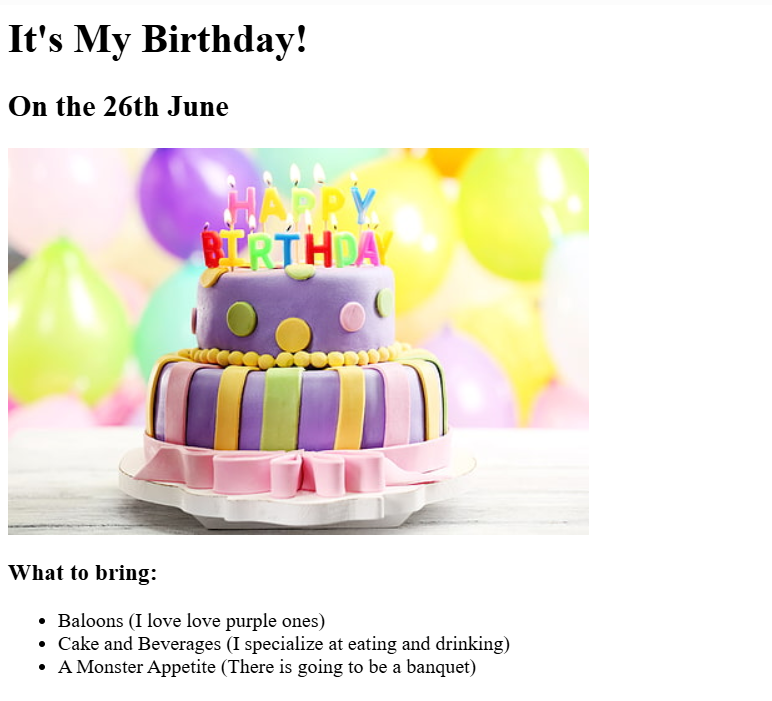 It's My Birthday!
On the 26th June
HAPPY
BIRTHDAY
What to bring:
Baloons (I love love purple ones)
Cake and Beverages (I specialize at eating and drinking)
A Monster Appetite (There is going to be a banquet)